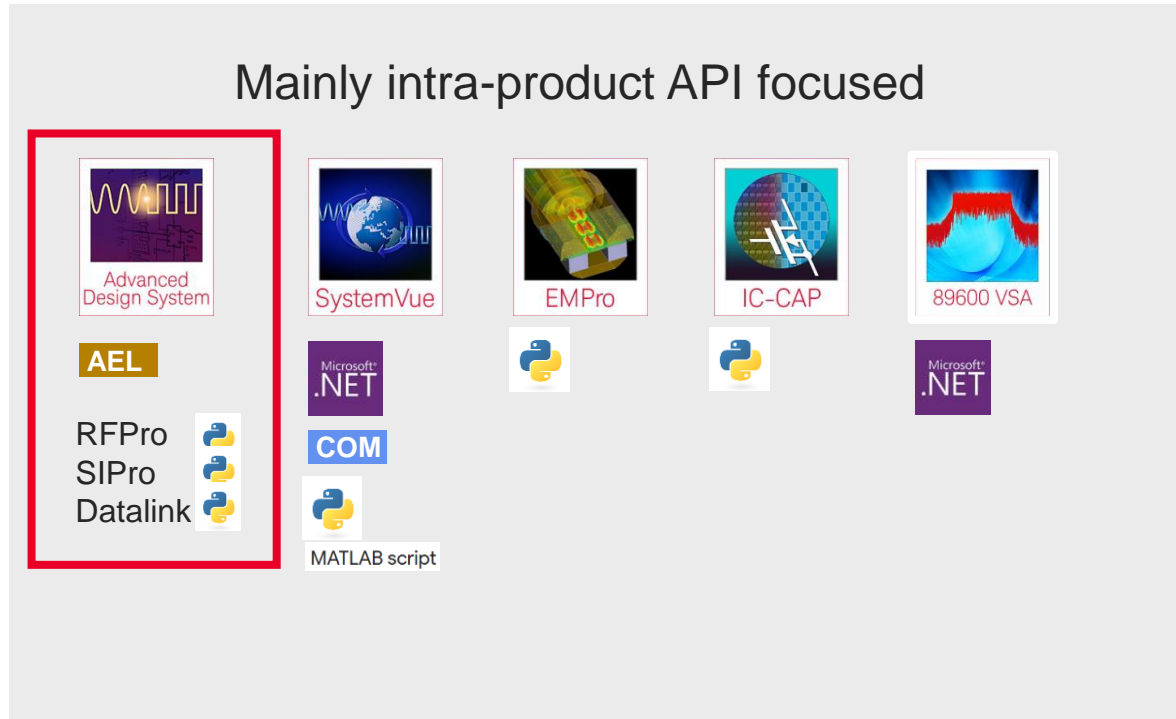 Mainly intra-product API focused
Advanced
Design System
SystemVue
EMPro
IC-CAP
89600 VSA
AEL
Microsoft®
.NET
Microsoft®
.NET
RFPro
SIPro
Datalink
COM
MATLAB script